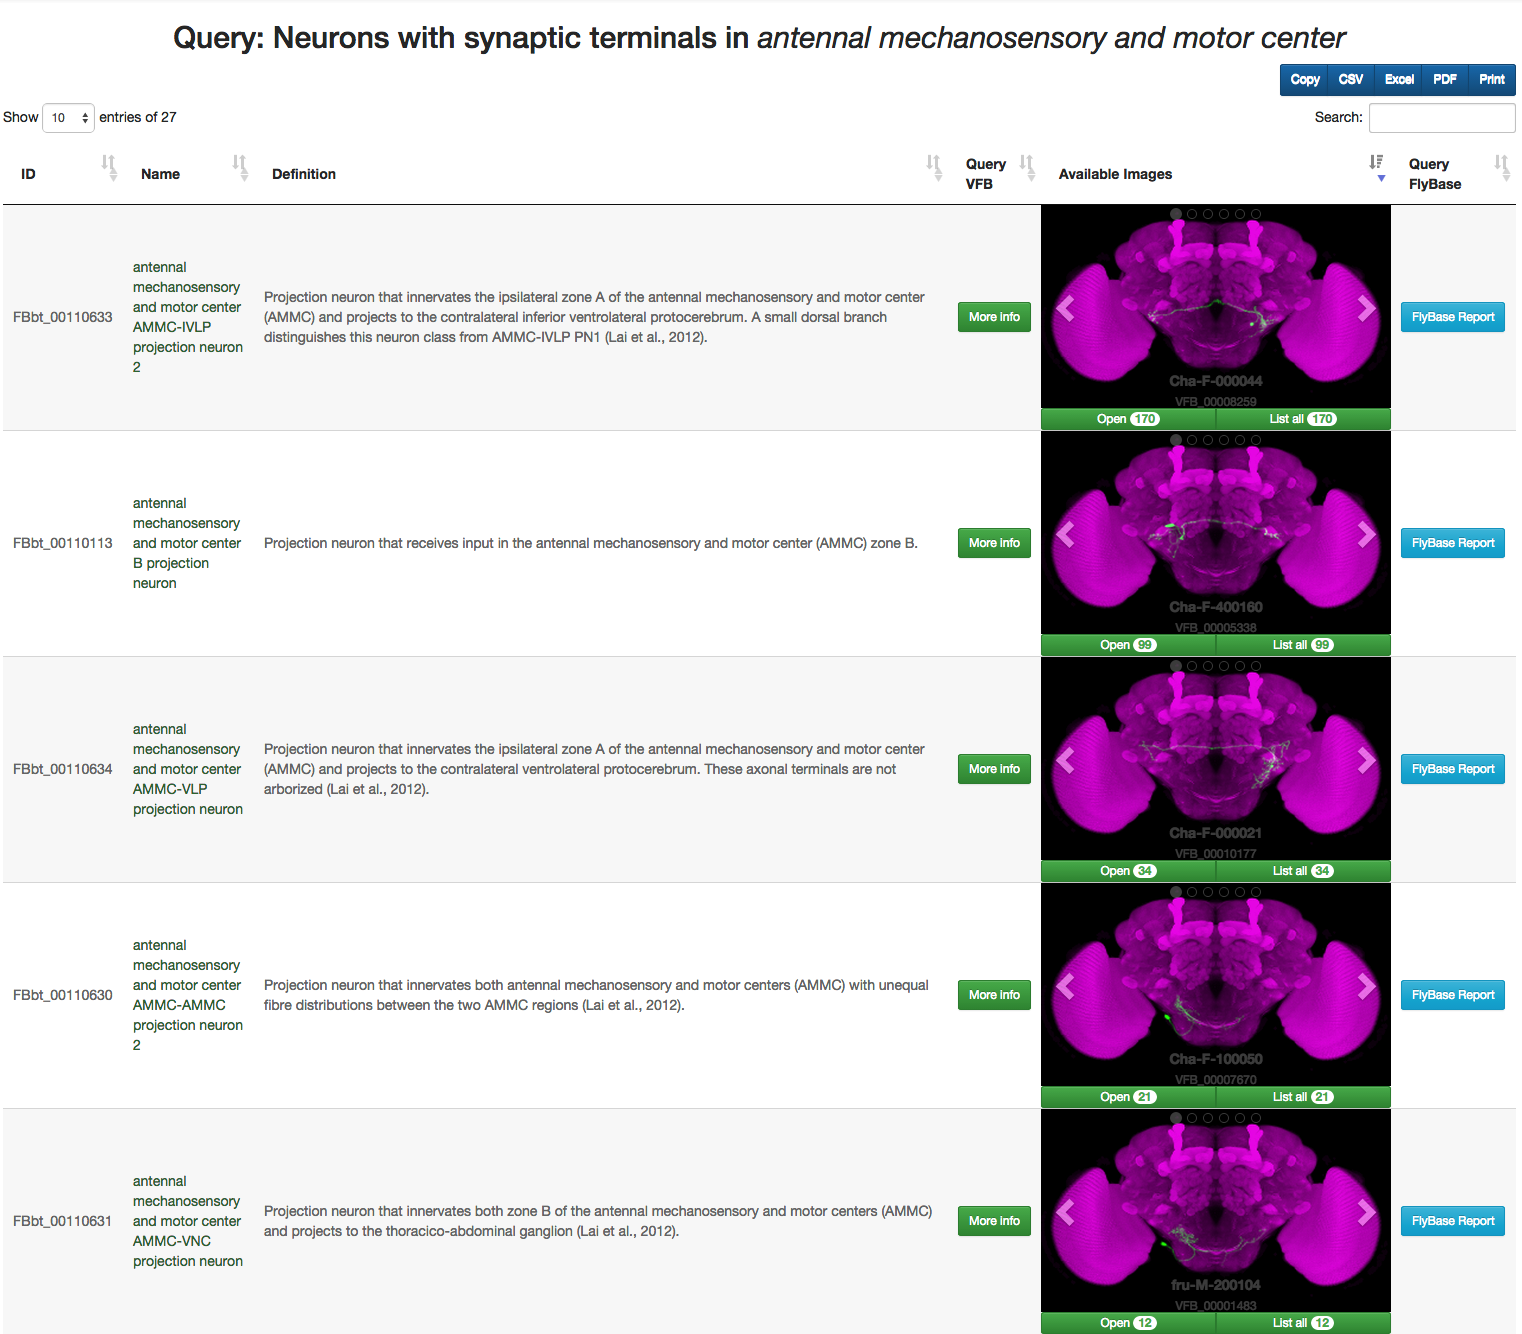 Query: Neurons with synaptic terminals in antennal mechanosensory and motor center
Copy CSV Excel PDF Print
Show 10 entries of 27
Search:
ID Name Definition Query VFB Available Images Query FlyBase
FBbt_00110633
antennal
mechanosensory
and motor center
AMMC-IVLP
projection neuron
2
Projection neuron that innervates the ipsilateral zone A of the antennal mechanosensory and motor center
(AMMC) and projects to the contralateral inferior ventrolateral protocerebrum. A small dorsal branch
distinguishes this neuron class from AMMC-IVLP PN1 (Lai et al., 2012).
More Info
Cha-F-000044
VFB_00008259
Open 170 List all 170
FlyBase Report
FBbt_00110113
antennal
mechanosensory
and motor center
B projection
neuron
Projection neuron that receives input in the antennal mechanosensory and motor center (AMMC) zone B.
More Info
Cha-F-400160
VFB_00005338
Open 99 List all 99
FlyBase Report
FBbt_00110634
antennal
mechanosensory
and motor center
AMMC-VLP
projection neuron
Projection neuron that innervates the ipsilateral zone A of the antennal mechanosensory and motor center
(AMMC) and projects to the contralateral ventrolateral protocerebrum. These axonal terminals are not
arborized (Lai et al., 2012).
More Info
Cha-F-000021
VFB_00010177
Open 34 List all 34
FlyBase Report
FBbt_00110630
antennal
mechanosensory
and motor center
AMMC-AMMC
projection neuron
2
Projection neuron that innervates both antennal mechanosensory and motor centers (AMMC) with unequal
fibre distributions between the two AMMC regions (Lai et al., 2012).
More Info
Cha-F-100050
VFB_00007670
Open 21 List all 21
FlyBase Report
FBbt_00110631
antennal
mechanosensory
and motor center
AMMC-VNC
projection neuron
Projection neuron that innervates both zone B of the antennal mechanosensory and motor centers (AMMC)
and projects to the thoracico-abdominal ganglion (Lai et al., 2012).
More Info
fru-M-200104
VFB_00001483
Open 12 List all 12
FlyBase Report